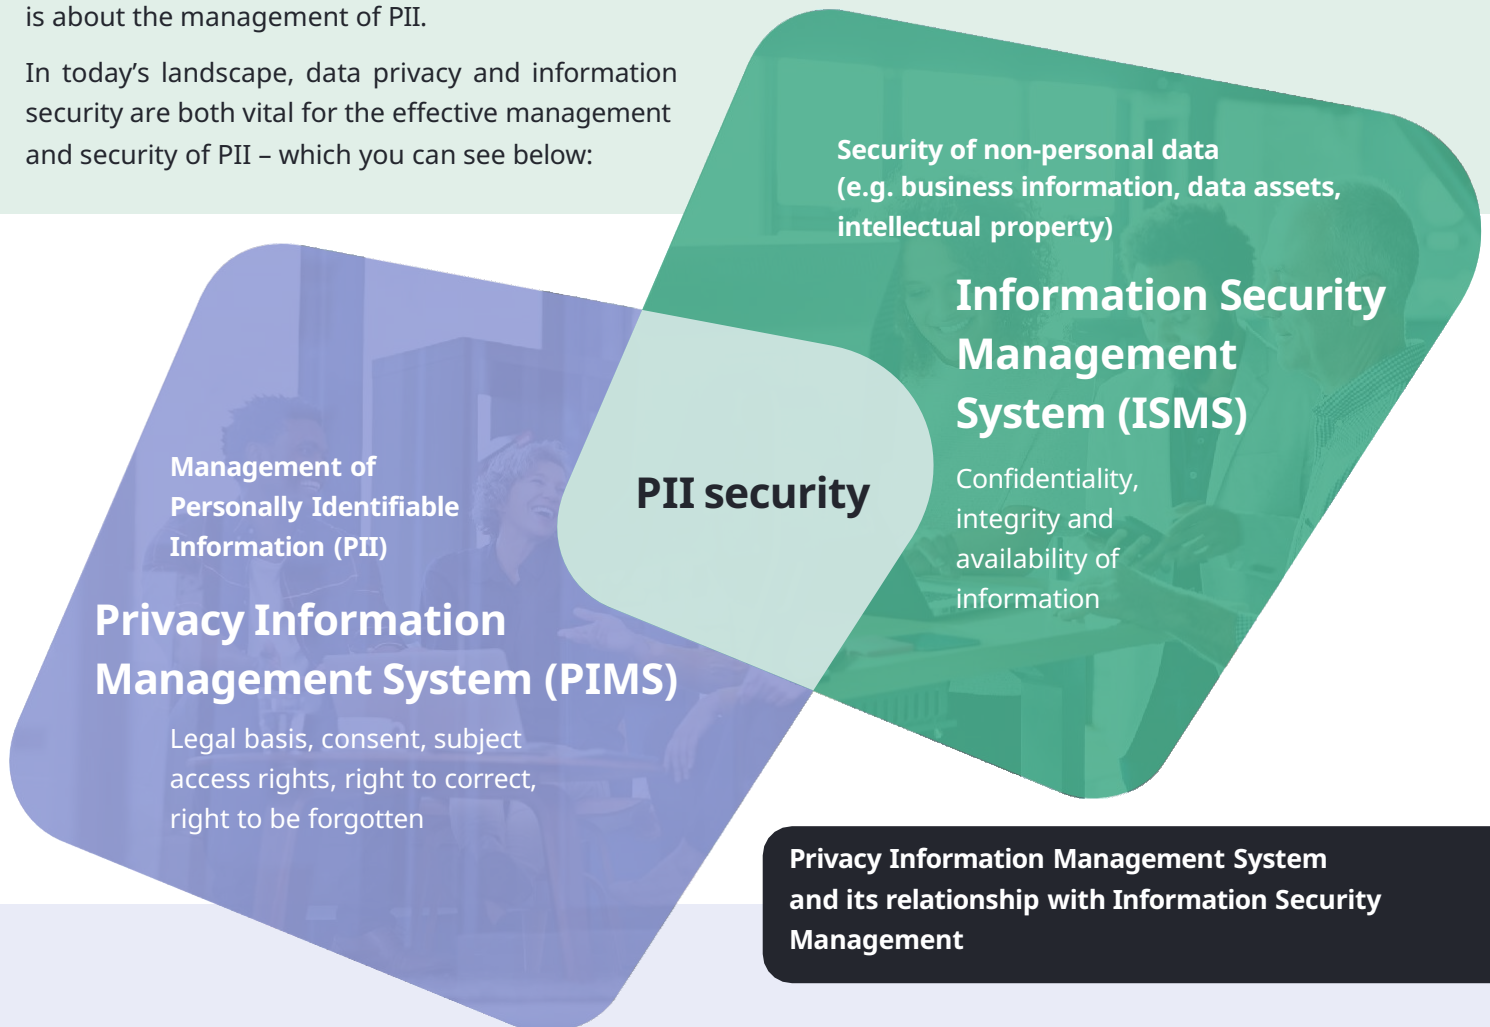 is about the management of PII.
In today’s landscape, data privacy and information
security are both vital for the effective management
and security of PII – which you can see below:
Security of non-personal data
(e.g. business information, data assets,
intellectual property)
Information Security
Management
System (ISMS)
Confidentiality,
integrity and
availability of
information
PII security
Management of
Personally Identifiable
Information (PII)
Privacy Information
Management System (PIMS)
Legal basis, consent, subject
access rights, right to correct,
right to be forgotten
Privacy Information Management System
and its relationship with Information Security
Management